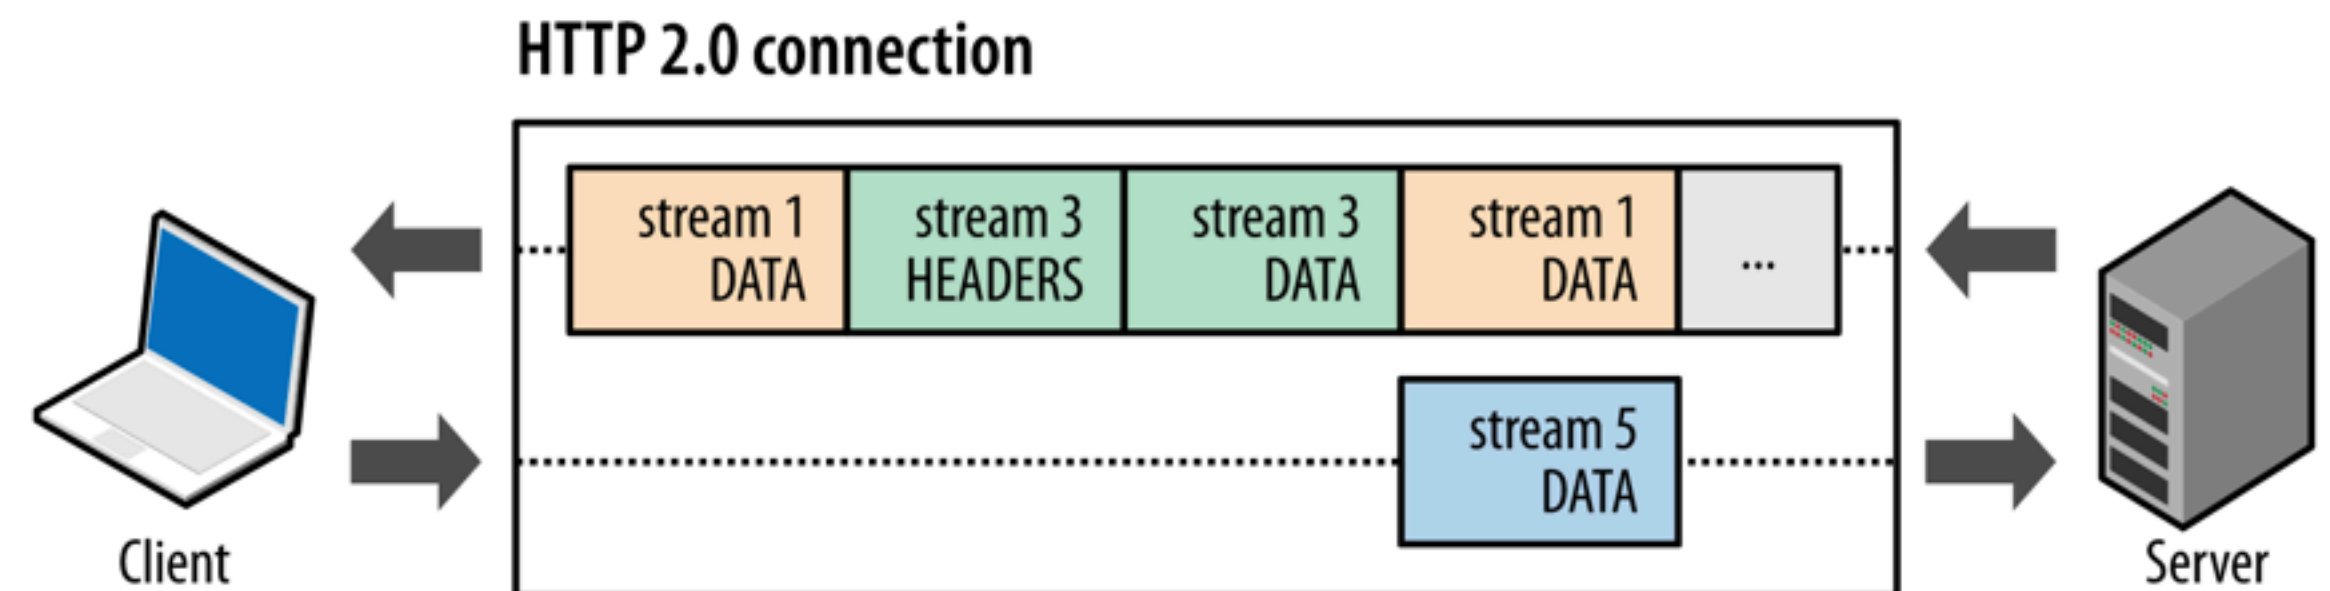 HTTP 2.0 connection
stream 1
DATA
stream 3
HEADERS
stream 3
DATA
stream 1
DATA
...
stream 5
DATA
Client
Server